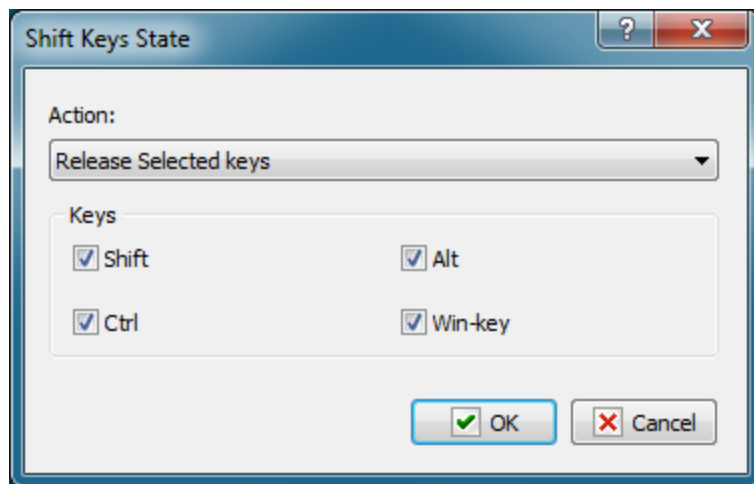 Shift Keys State
?
Action:
Release Selected keys
Keys
Shift Alt
Ctrl Win-key
OK Cancel